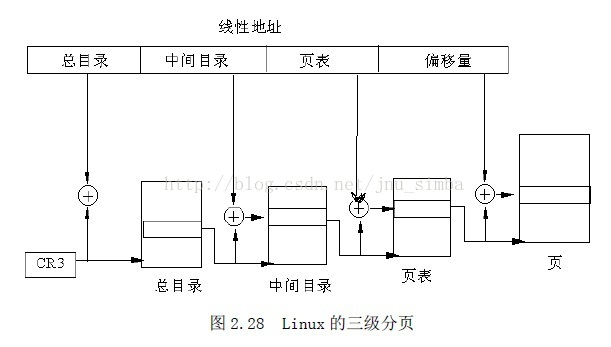 线性地址
总目录 中间目录 页表 偏移量
http://blog.csdn.net/jnu_simba
CR3
总目录 中间目录 页表 页
图 2.28 Linux 的三级分页